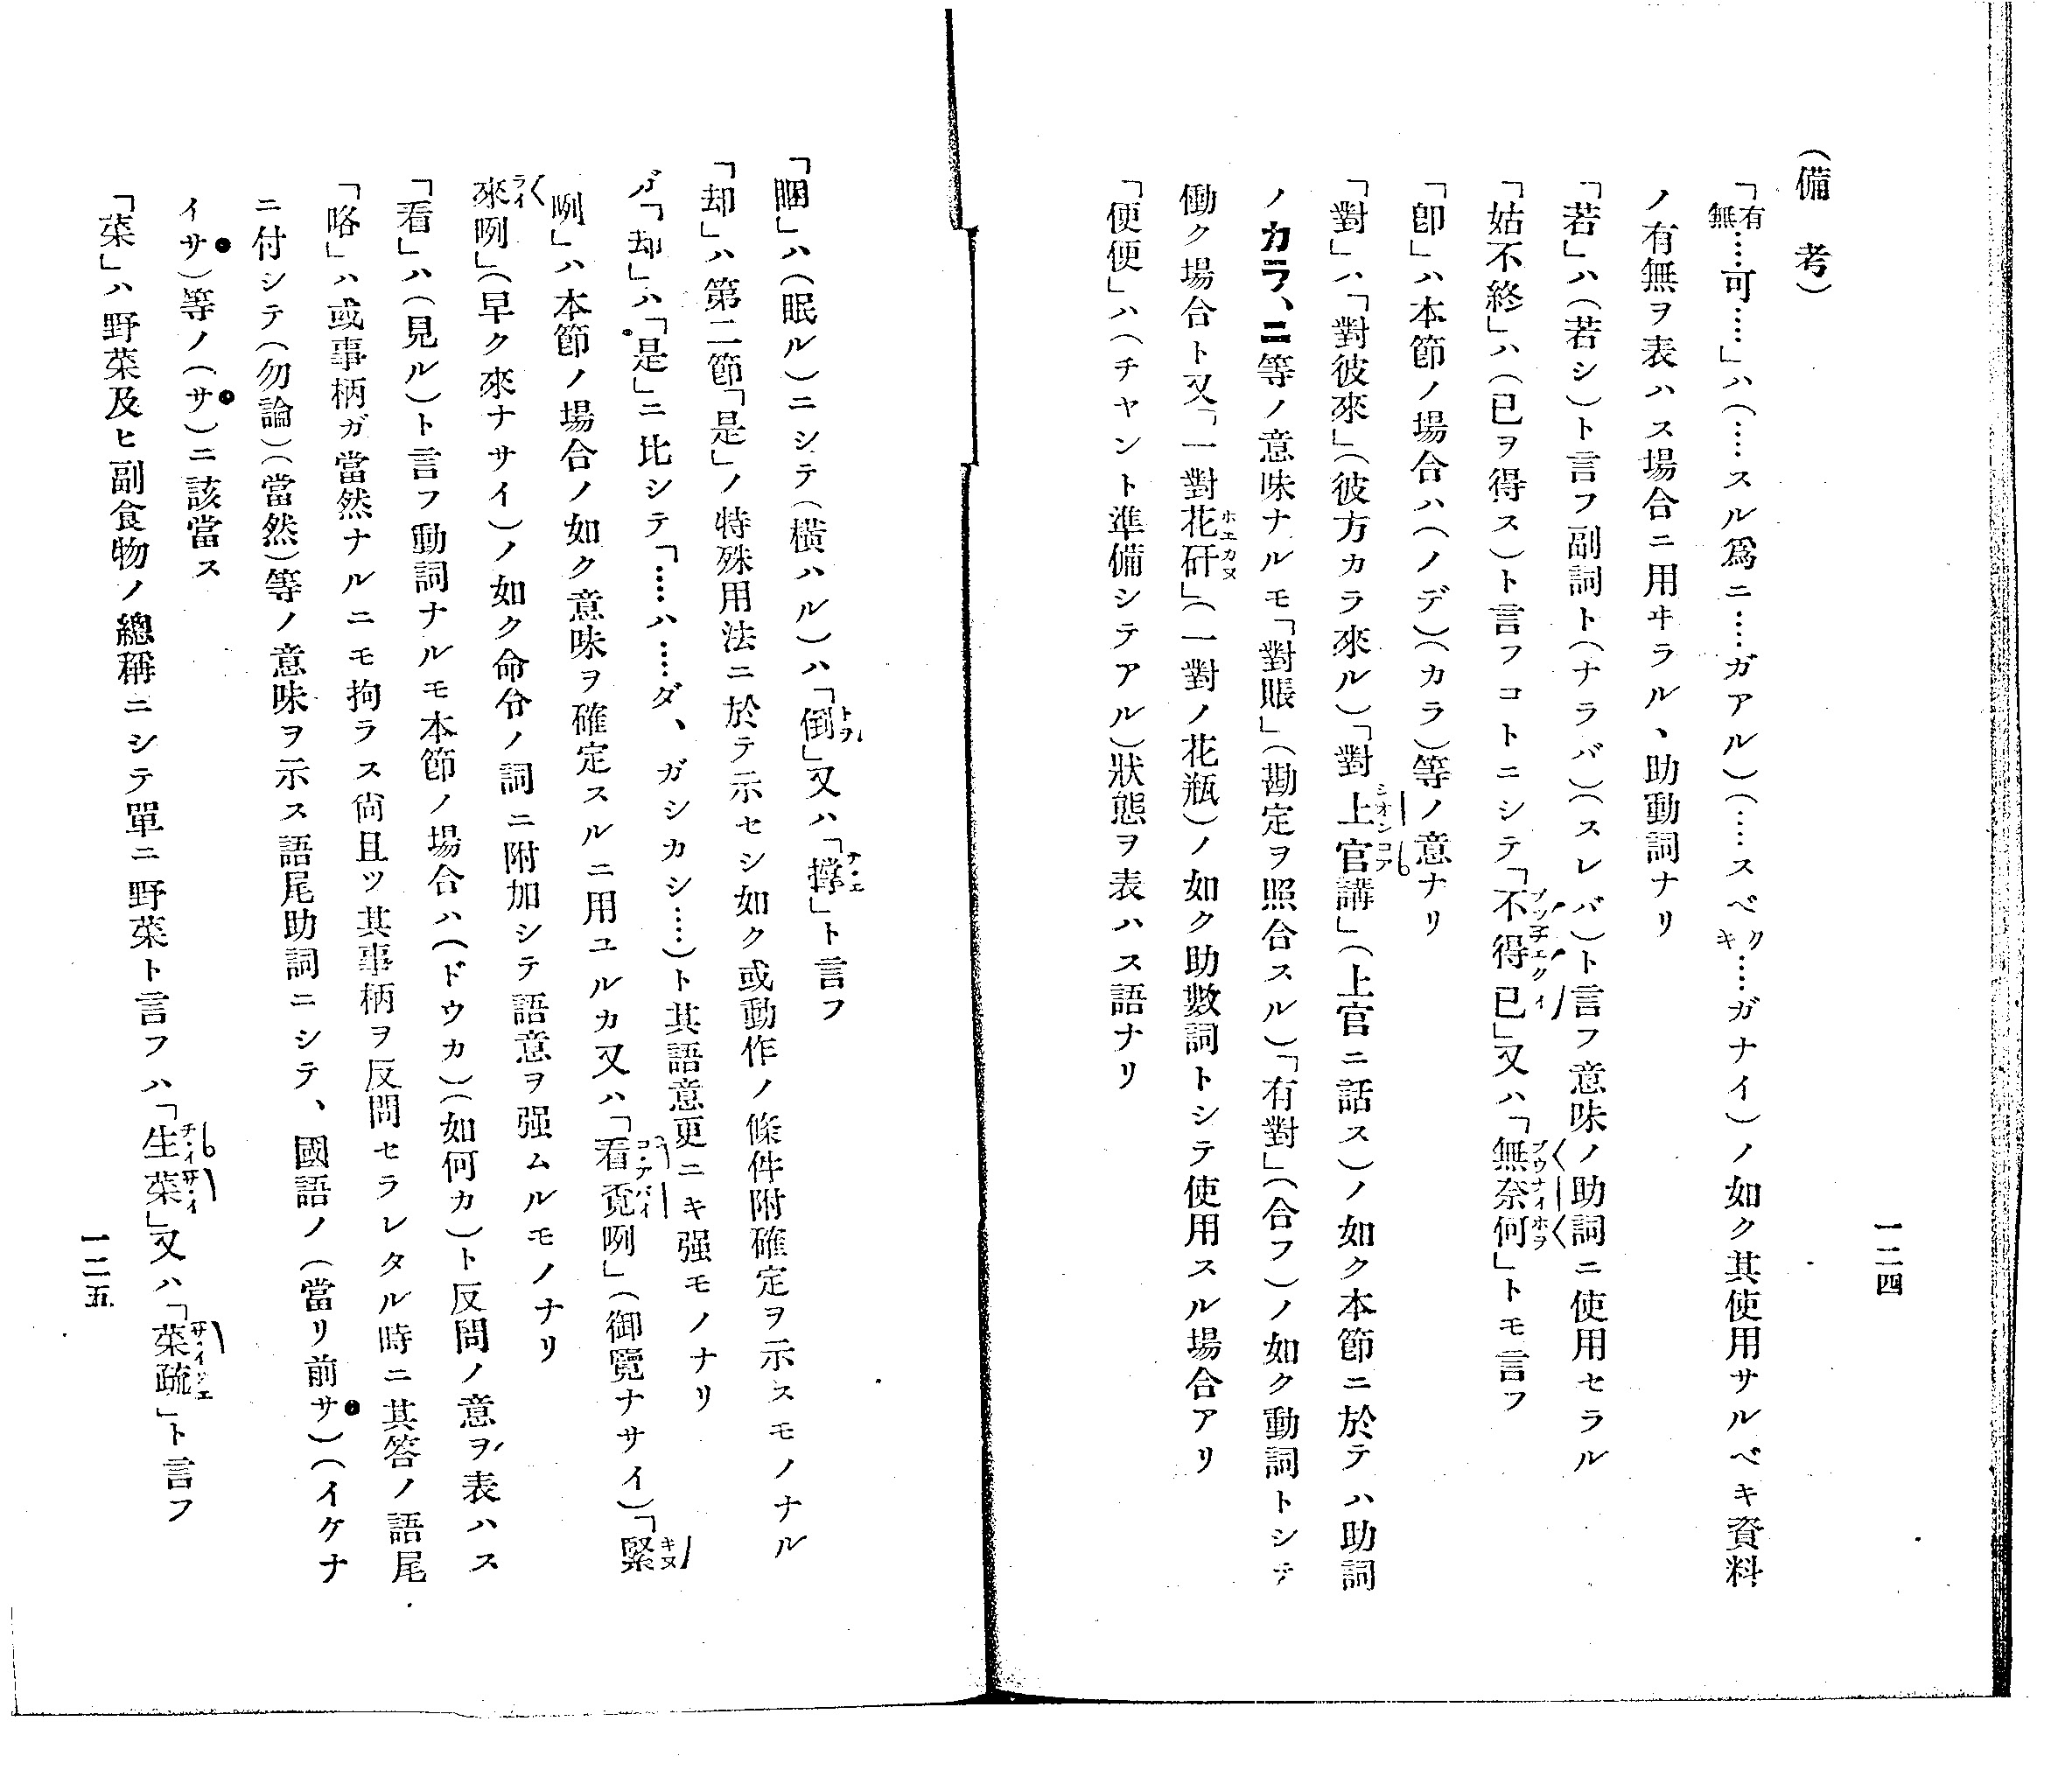 一二四
(備考)
「有無……可……」ハ(……スル爲ニ……ガアル)(……スベクキ……ガナイ)ノ如ク其使用サルベキ資料
ノ有無ヲ表ハス場合ニ用ヰラル、助動詞ナリ
「若」ハ(若シ)ト言フ副詞ト(ナラバ)(スレバ)ト言フ意味ノ助詞ニ使用セラル
「姑不終」ハ(已ヲ得ス)ト言フコトニシテ「不得已」又ハ「無奈何」トモ言フ
「卽」ハ本節ノ場合ハ(ノデ)(カラ)等ノ意ナリ
「對」ハ「對彼來」(彼方カラ來ル)「對上官講」(上官ニ話ス)ノ如ク本節ニ於テハ助詞
ノカラ、ニ等ノ意味ナルモ「對賬」(勘定ヲ照合スル)「有對」(合フ)ノ如ク動詞トシテ
働ク場合ト又「一對花矸」(一對ノ花瓶)ノ如ク助數詞トシテ使用スル場合アリ
「便便」ハ(チヤント準備シテアル)狀態ヲ表ハス語ナリ
「睏」ハ(眠ル)ニシテ(橫ハル)ハ「倒」又ハ「撐」ト言フ
「却」ハ第二節「是」ノ特殊用法ニ於テ示セシ如ク或動作ノ條件附確定ヲ示スモノナル
ガ「却」ハ「是」ニ比シテ「……ハ……ダ、ガシカシ……)ト其語意更ニキ强モノナリ
「咧」ハ本節ノ場合ノ如ク意味ヲ確定スルニ用ユルカ又ハ「看覔咧」(御覽ナサイ)「緊
來咧」(早ク來ナサイ)ノ如ク命令ノ詞ニ附加シテ語意ヲ强ムルモノナリ
「看」ハ(見ル)ト言フ動詞ナルモ本節ノ場合ハ(ドウカ)(如何カ)ト反問ノ意ヲ表ハス
「咯」ハ或事柄ガ當然ナルニモ拘ラス尙且ツ其事柄ヲ反問セラレタル時ニ其答ノ語尾
ニ付シテ(勿論)(當然)等ノ意味ヲ示ス語尾助詞ニシテ、國語ノ(當リ前サ)(イケナ
イサ)等ノ(サ)ニ該當ス
「菜」ハ野菜及ヒ副食物ノ總稱ニシテ單ニ野菜ト言フハ「生菜」又ハ「菜疏」ト言フ
一二五